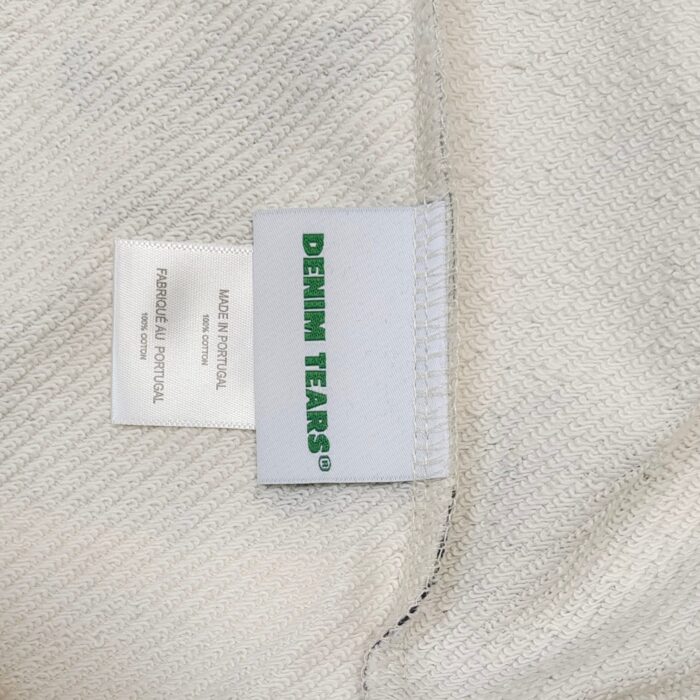 DENIM TEARS®
MADE IN PORTUGAL
100% COTTON
FABRIQUÉ AU PORTUGAL
100% COTON